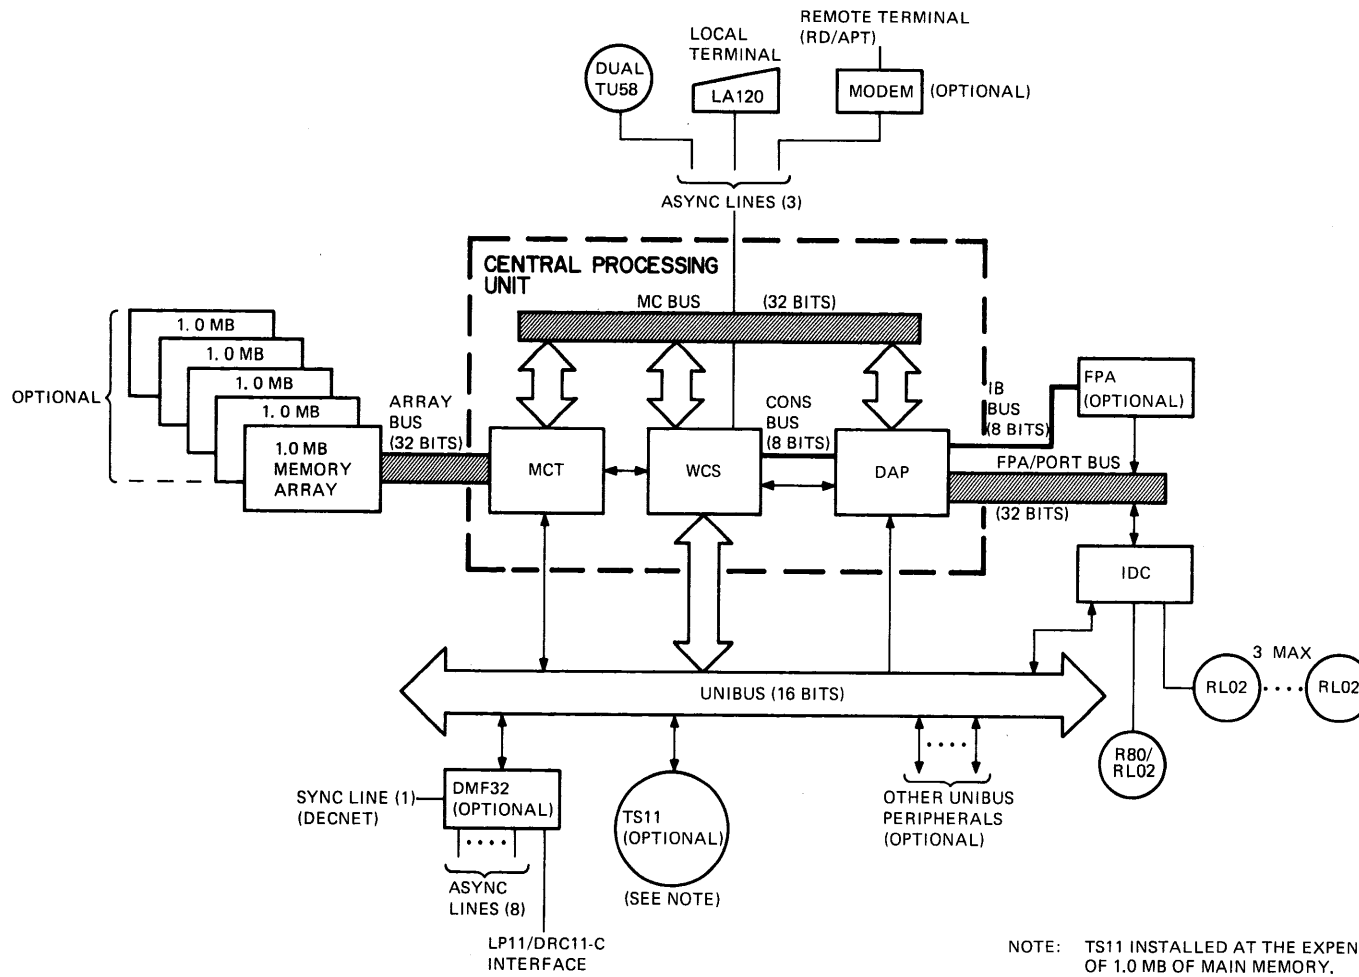 REMOTE TERMINAL
(RD/APT)
LOCAL
TERMINAL
DUAL
TU58
LA120
MODEM
(OPTIONAL)
ASYNC LINES (3)
CENTRAL PROCESSING
UNIT
MC BUS (32 BITS)
OPTIONAL
1.0 MB
1.0 MB
1.0 MB
1.0 MB
1.0 MB
MEMORY
ARRAY
ARRAY
BUS
(32 BITS)
MCT
WCS
CONS
BUS
(8 BITS)
DAP
IB
BUS
(8 BITS)
FPA
(OPTIONAL)
FPA/PORT BUS
(32 BITS)
IDC
3 MAX
RL02
RL02
R80/
RL02
UNIBUS (16 BITS)
SYNC LINE (1)
(DECNET)
DMF32
(OPTIONAL)
ASYNC
LINES (8)
LP11/DRC11-C
INTERFACE
TS11
(OPTIONAL)
(SEE NOTE)
OTHER UNIBUS
PERIPHERALS
(OPTIONAL)
NOTE: TS11 INSTALLED AT THE EXPEN
OF 1.0 MB OF MAIN MEMORY.